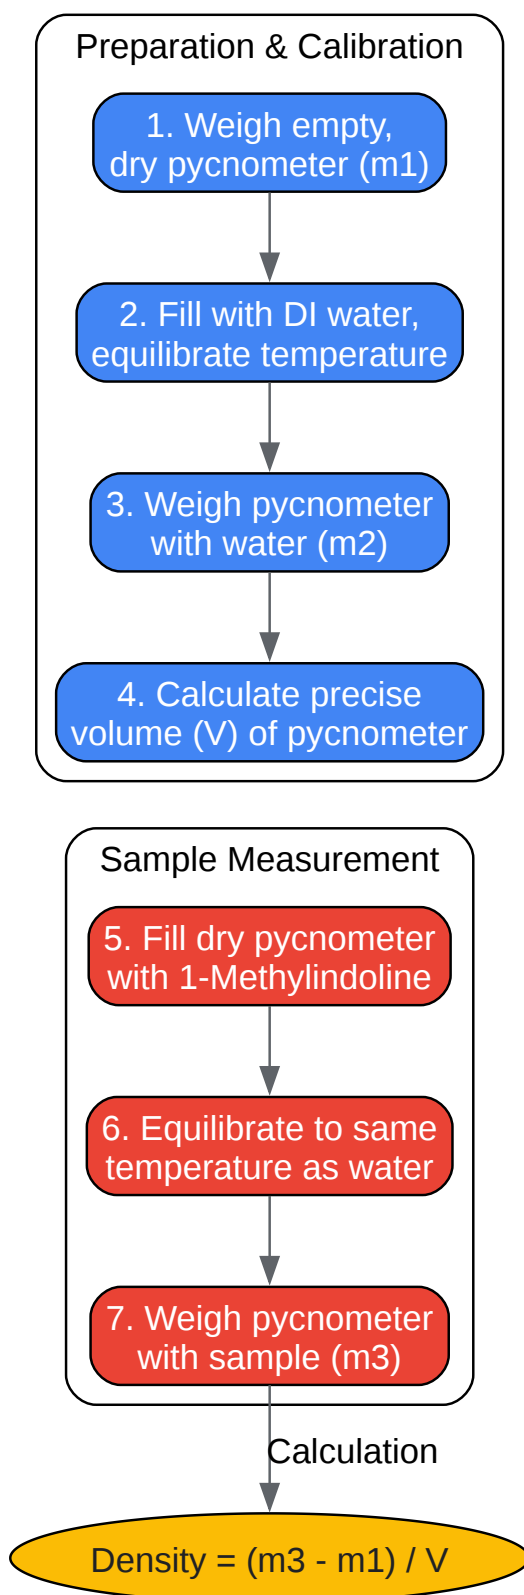 Preparation & Calibration
1. Weigh empty,
dry pycnometer (m1)
2. Fill with DI water,
equilibrate temperature
3. Weigh pycnometer
with water (m2)
4. Calculate precise
volume (V) of pycnometer
Sample Measurement
5. Fill dry pycnometer
with 1-Methylindoline
6. Equilibrate to same
temperature as water
7. Weigh pycnometer
with sample (m3)
Calculation
Density = (m3 - m1) / V